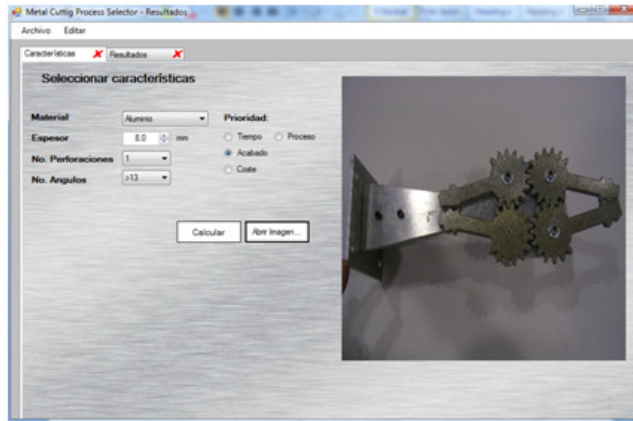 Metal Cuttig Process Selector - Resultados
Archivo Editar
Características Resultados
Seleccionar características
Material Aluminio Prioridad:
Espesor 8.0 mm Tiempo Proceso
No. Perforaciones 1 Acabado
No. Angulos >13 Coste
Calcular Abrir Imagen...